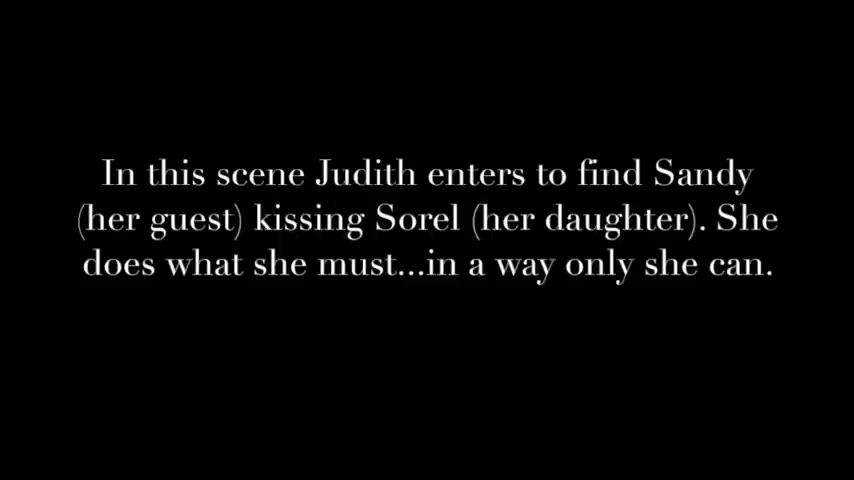 In this scene Judith enters to find Sandy
(her guest) kissing Sorel (her daughter). She
does what she must...in a way only she can.